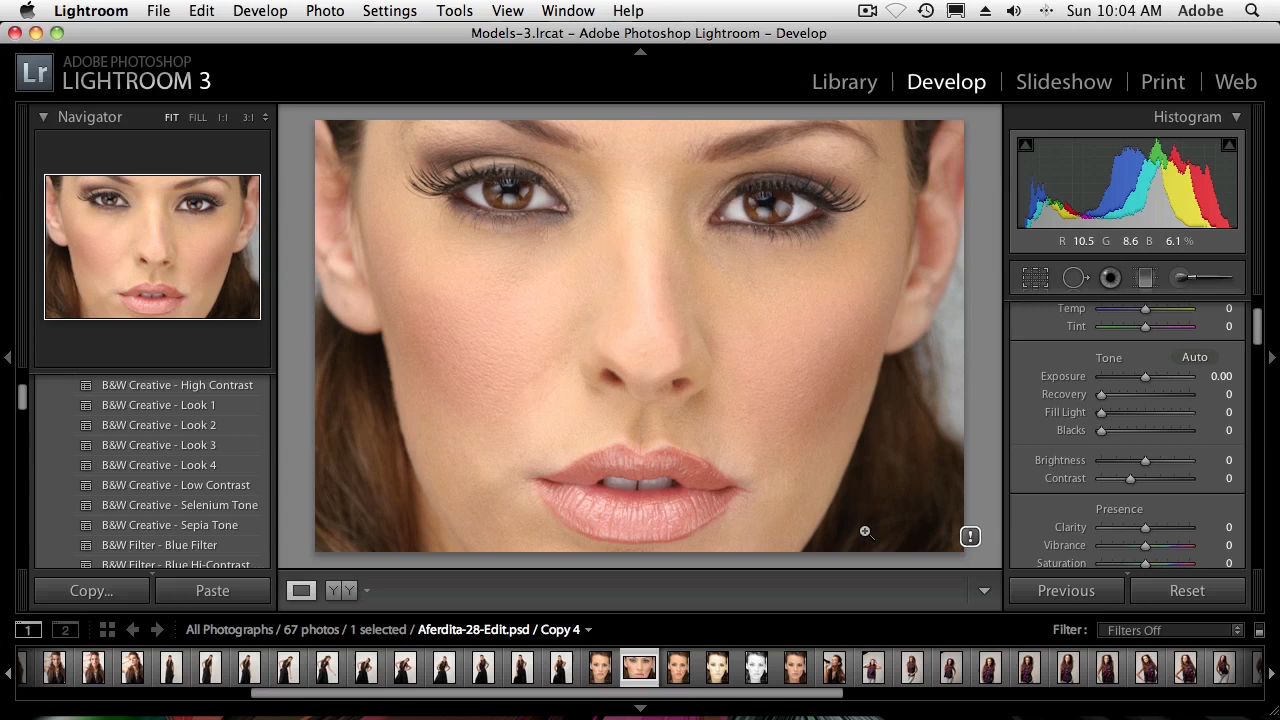 Lightroom File Edit Develop Photo Settings Tools View Window Help Sun 10:04 AM Adobe
Models-3.lrcat – Adobe Photoshop Lightroom – Develop
Lr
ADOBE PHOTOSHOP
LIGHTROOM 3
Library Develop Slideshow Print Web
Navigator FIT FILL 1:1 3:1
B&W Creative - High Contrast
B&W Creative - Look 1
B&W Creative - Look 2
B&W Creative - Look 3
B&W Creative - Look 4
B&W Creative - Low Contrast
B&W Creative - Selenium Tone
B&W Creative - Sepia Tone
B&W Filter - Blue Filter
B&W Filter - Blue Hi-Contrast
Copy... Paste
!
Histogram
R 10.5 G 8.6 B 6.1 %
Temp 0
Tint 0
Tone Auto
Exposure 0.00
Recovery 0
Fill Light 0
Blacks 0
Brightness 0
Contrast 0
Presence
Clarity 0
Vibrance 0
Saturation 0
Previous Reset
Y Y
1 2 All Photographs / 67 photos / 1 selected / Aferdita-28-Edit.psd / Copy 4 Filter: Filters Off